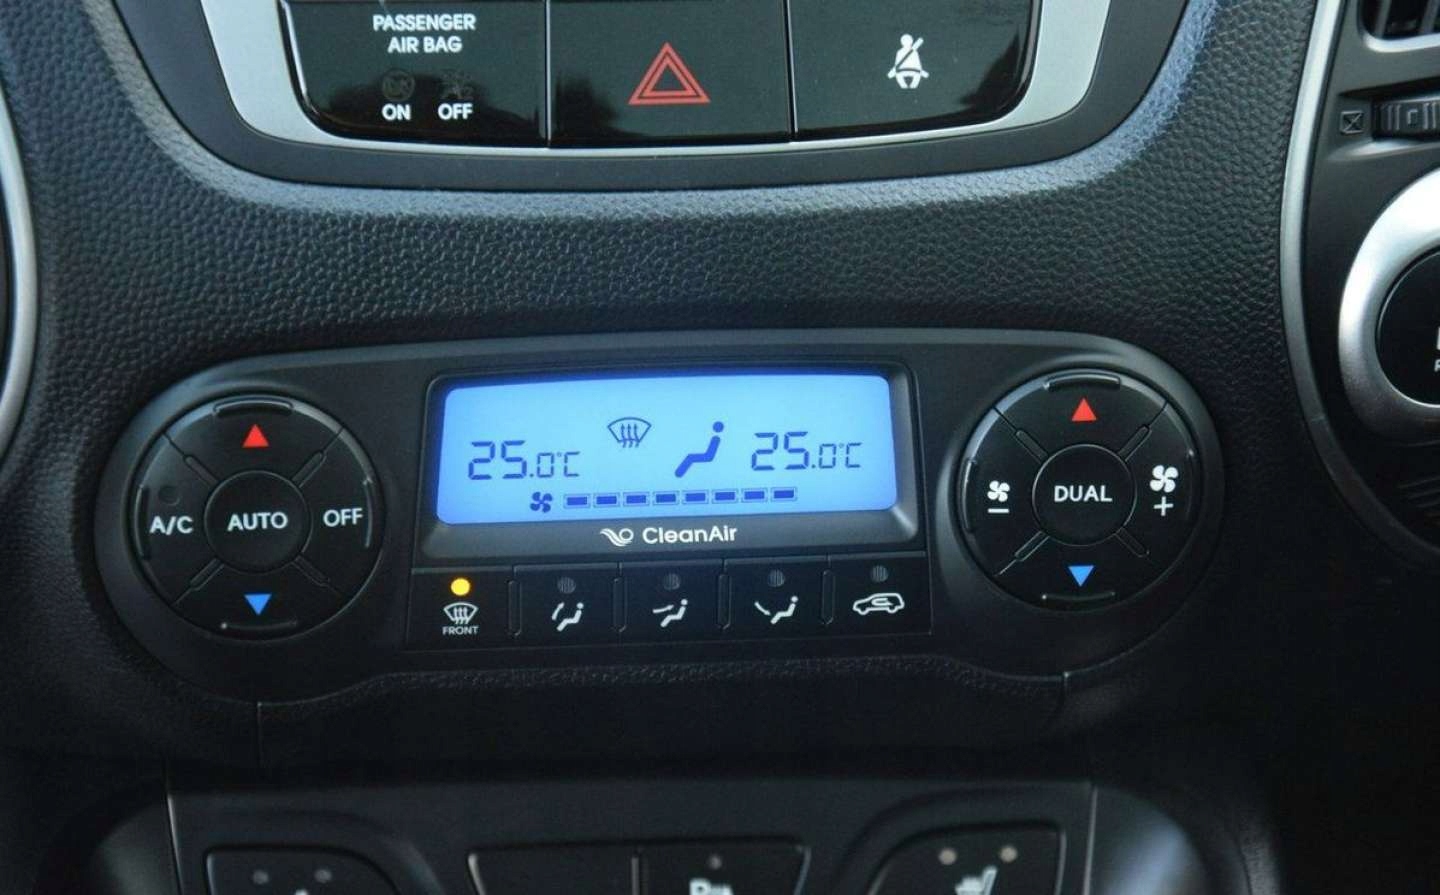 PASSENGER
AIR BAG
ON OFF
25.0°C 25.0°C
CleanAir
A/C AUTO OFF
DUAL
FRONT